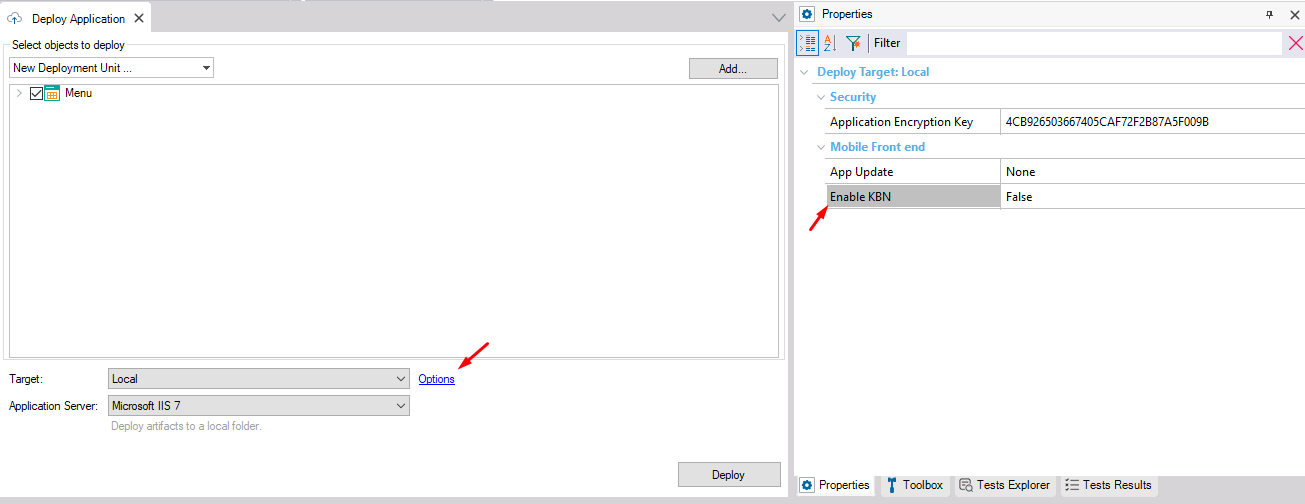 Deploy Application
Select objects to deploy
New Deployment Unit ...
Add...
Menu
Target:
Local
Options
Application Server:
Microsoft IIS 7
Deploy artifacts to a local folder.
Deploy
Properties
Filter
Deploy Target: Local
Security
Application Encryption Key
4CB926503667405CAF72F2B87A5F009B
Mobile Front end
App Update
None
Enable KBN
False
Properties
Toolbox
Tests Explorer
Tests Results